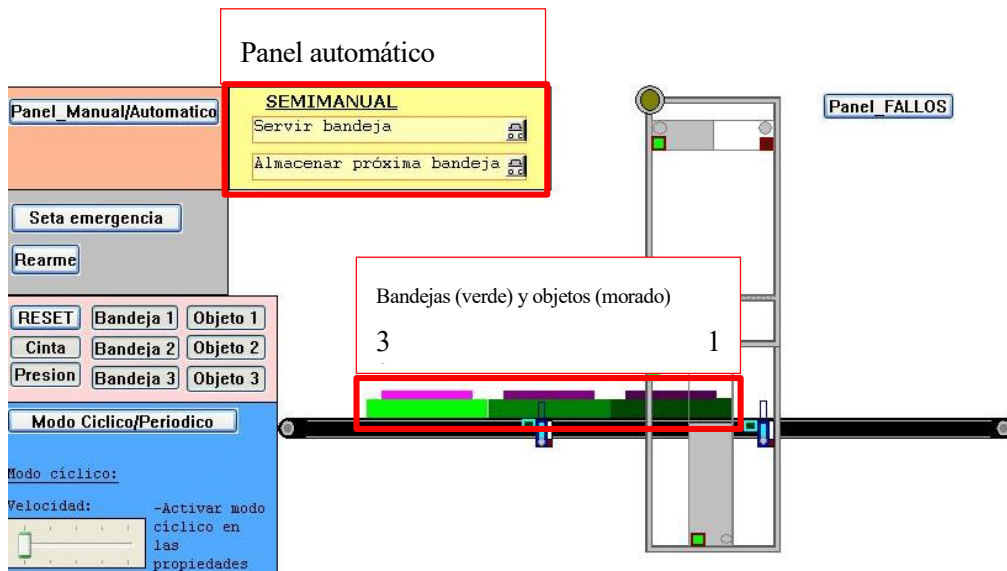 Panel automático
Panel_Manual/Automatico
SEMIMANUAL
Servir bandeja
Almacenar próxima bandeja
Panel_FALLOS
Seta emergencia
Rearme
Bandejas (verde) y objetos (morado)
3 1
RESET Bandeja 1 Objeto 1
Cinta Bandeja 2 Objeto 2
Presion Bandeja 3 Objeto 3
Modo Ciclico/Periodico
Modo cíclico:
Velocidad:
-Activar modo
cíclico en
las
propiedades